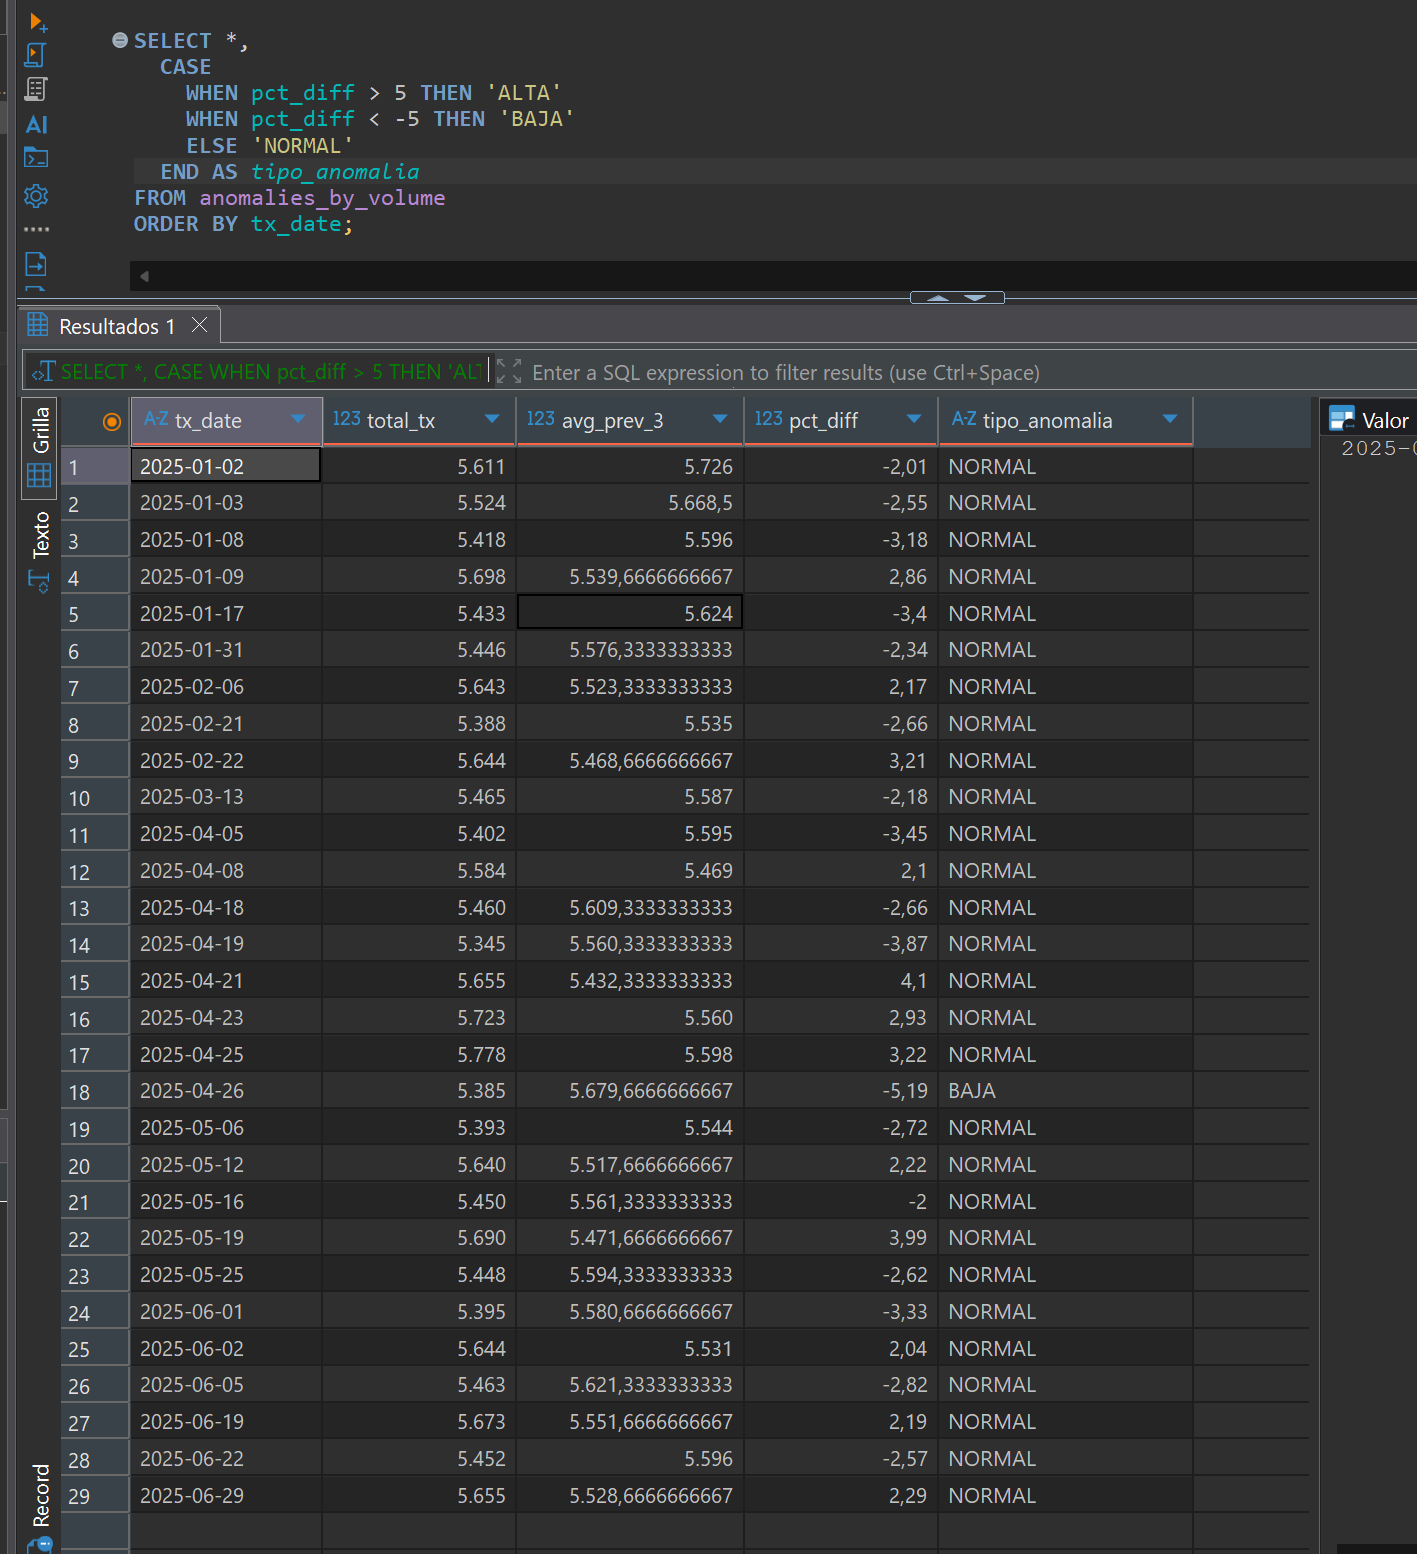 SELECT *,
CASE
WHEN pct_diff > 5 THEN 'ALTA'
WHEN pct_diff < -5 THEN 'BAJA'
ELSE 'NORMAL'
END AS tipo_anomalia
FROM anomalies_by_volume
ORDER BY tx_date;
AI
Resultados 1
SELECT *, CASE WHEN pct_diff > 5 THEN 'ALT Enter a SQL expression to filter results (use Ctrl+Space)
Grilla
Texto
Record
A-Z tx_date 123 total_tx 123 avg_prev_3 123 pct_diff A-Z tipo_anomalia
1 2025-01-02 5.611 5.726 -2,01 NORMAL
2 2025-01-03 5.524 5.668,5 -2,55 NORMAL
3 2025-01-08 5.418 5.596 -3,18 NORMAL
4 2025-01-09 5.698 5.539,6666666667 2,86 NORMAL
5 2025-01-17 5.433 5.624 -3,4 NORMAL
6 2025-01-31 5.446 5.576,3333333333 -2,34 NORMAL
7 2025-02-06 5.643 5.523,3333333333 2,17 NORMAL
8 2025-02-21 5.388 5.535 -2,66 NORMAL
9 2025-02-22 5.644 5.468,6666666667 3,21 NORMAL
10 2025-03-13 5.465 5.587 -2,18 NORMAL
11 2025-04-05 5.402 5.595 -3,45 NORMAL
12 2025-04-08 5.584 5.469 2,1 NORMAL
13 2025-04-18 5.460 5.609,3333333333 -2,66 NORMAL
14 2025-04-19 5.345 5.560,3333333333 -3,87 NORMAL
15 2025-04-21 5.655 5.432,3333333333 4,1 NORMAL
16 2025-04-23 5.723 5.560 2,93 NORMAL
17 2025-04-25 5.778 5.598 3,22 NORMAL
18 2025-04-26 5.385 5.679,6666666667 -5,19 BAJA
19 2025-05-06 5.393 5.544 -2,72 NORMAL
20 2025-05-12 5.640 5.517,6666666667 2,22 NORMAL
21 2025-05-16 5.450 5.561,3333333333 -2 NORMAL
22 2025-05-19 5.690 5.471,6666666667 3,99 NORMAL
23 2025-05-25 5.448 5.594,3333333333 -2,62 NORMAL
24 2025-06-01 5.395 5.580,6666666667 -3,33 NORMAL
25 2025-06-02 5.644 5.531 2,04 NORMAL
26 2025-06-05 5.463 5.621,3333333333 -2,82 NORMAL
27 2025-06-19 5.673 5.551,6666666667 2,19 NORMAL
28 2025-06-22 5.452 5.596 -2,57 NORMAL
29 2025-06-29 5.655 5.528,6666666667 2,29 NORMAL
Valor
2025-0